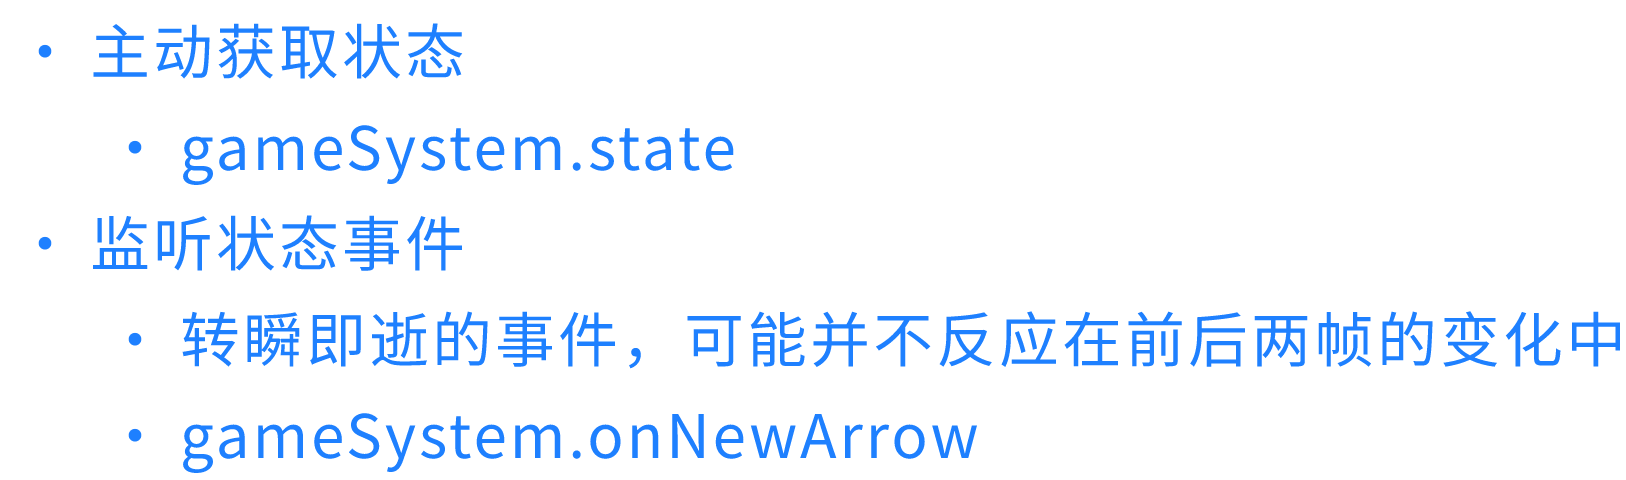 • 主动获取状态
• gameSystem.state
• 监听状态事件
• 转瞬即逝的事件，可能并不反应在前后两帧的变化中
• gameSystem.onNewArrow